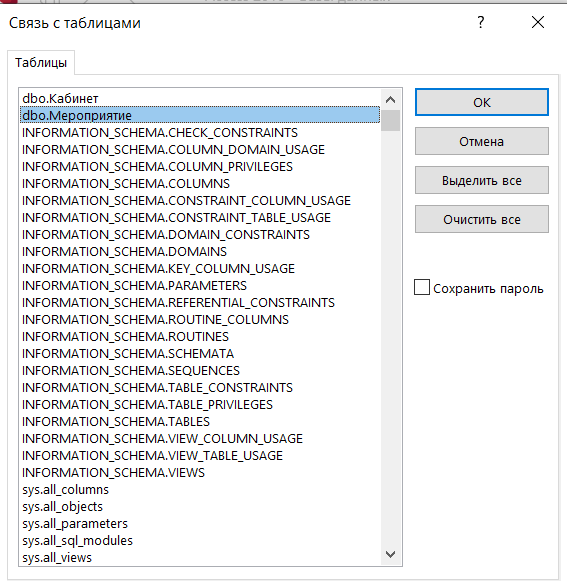 Связь с таблицами
?
Таблицы
dbo.Кабинет
dbo.Мероприятие
INFORMATION_SCHEMA.CHECK_CONSTRAINTS
INFORMATION_SCHEMA.COLUMN_DOMAIN_USAGE
INFORMATION_SCHEMA.COLUMN_PRIVILEGES
INFORMATION_SCHEMA.COLUMNS
INFORMATION_SCHEMA.CONSTRAINT_COLUMN_USAGE
INFORMATION_SCHEMA.CONSTRAINT_TABLE_USAGE
INFORMATION_SCHEMA.DOMAIN_CONSTRAINTS
INFORMATION_SCHEMA.DOMAINS
INFORMATION_SCHEMA.KEY_COLUMN_USAGE
INFORMATION_SCHEMA.PARAMETERS
INFORMATION_SCHEMA.REFERENTIAL_CONSTRAINTS
INFORMATION_SCHEMA.ROUTINE_COLUMNS
INFORMATION_SCHEMA.ROUTINES
INFORMATION_SCHEMA.SCHEMATA
INFORMATION_SCHEMA.SEQUENCES
INFORMATION_SCHEMA.TABLE_CONSTRAINTS
INFORMATION_SCHEMA.TABLE_PRIVILEGES
INFORMATION_SCHEMA.TABLES
INFORMATION_SCHEMA.VIEW_COLUMN_USAGE
INFORMATION_SCHEMA.VIEW_TABLE_USAGE
INFORMATION_SCHEMA.VIEWS
sys.all_columns
sys.all_objects
sys.all_parameters
sys.all_sql_modules
sys.all_views
ОК
Отмена
Выделить все
Очистить все
Сохранить пароль